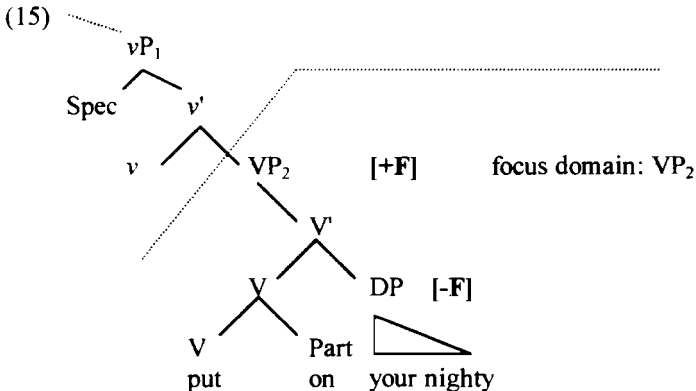 (15)
vP₁
Spec v'
v VP₂ [+F] focus domain: VP₂
V'
V DP [-F]
V Part
put on your nighty